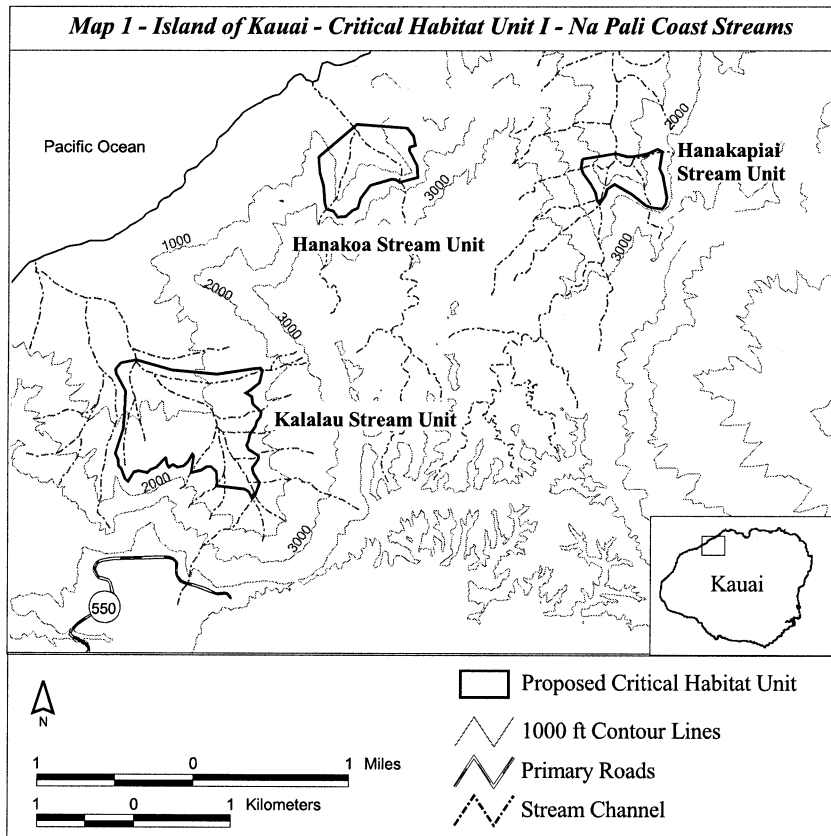 Map 1 - Island of Kauai - Critical Habitat Unit I - Na Pali Coast Streams
Pacific Ocean
2000
Hanakapiai
Stream Unit
3000
Hanakoa Stream Unit
1000
3000
2000
3000
Kalalau Stream Unit
2000
3000
550
Kauai
N
1 0 1 Miles
1 0 1 Kilometers
Proposed Critical Habitat Unit
1000 ft Contour Lines
Primary Roads
Stream Channel